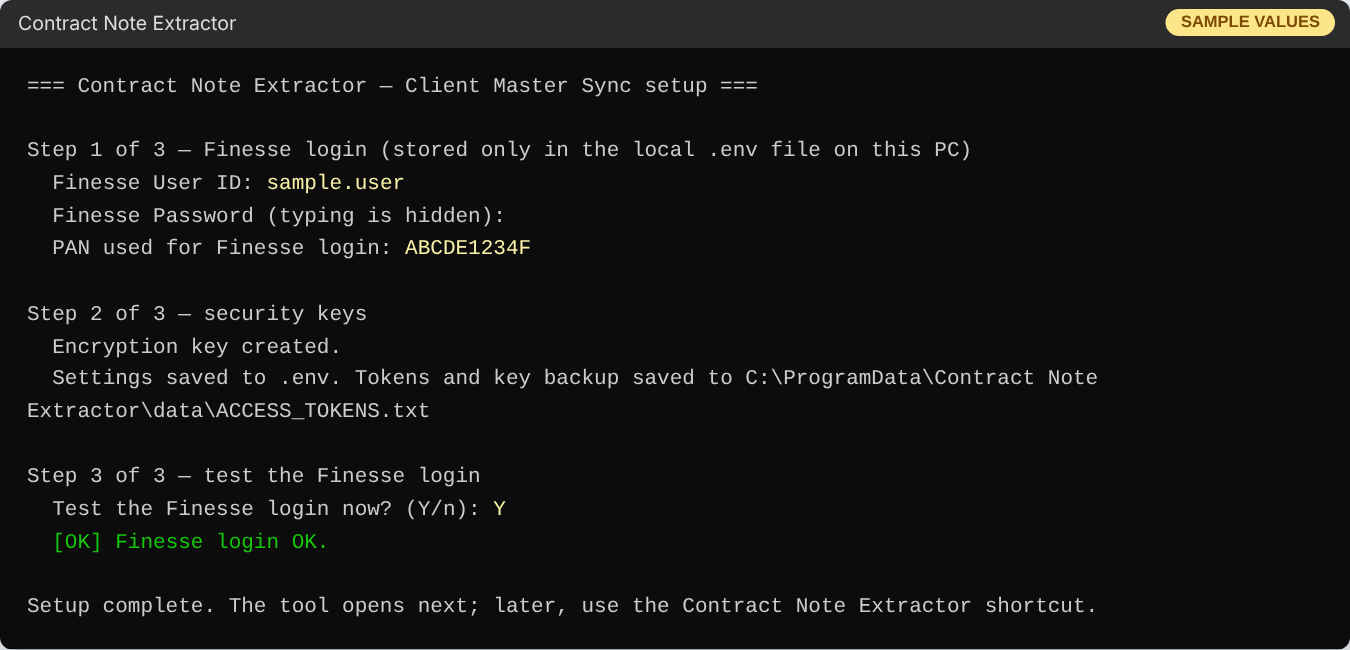 Contract Note Extractor
SAMPLE VALUES
=== Contract Note Extractor — Client Master Sync setup ===
Step 1 of 3 — Finesse login (stored only in the local .env file on this PC)
Finesse User ID: sample.user
Finesse Password (typing is hidden):
PAN used for Finesse login: ABCDE1234F
Step 2 of 3 — security keys
Encryption key created.
Settings saved to .env. Tokens and key backup saved to C:\ProgramData\Contract Note
Extractor\data\ACCESS_TOKENS.txt
Step 3 of 3 — test the Finesse login
Test the Finesse login now? (Y/n): Y
[OK] Finesse login OK.
Setup complete. The tool opens next; later, use the Contract Note Extractor shortcut.